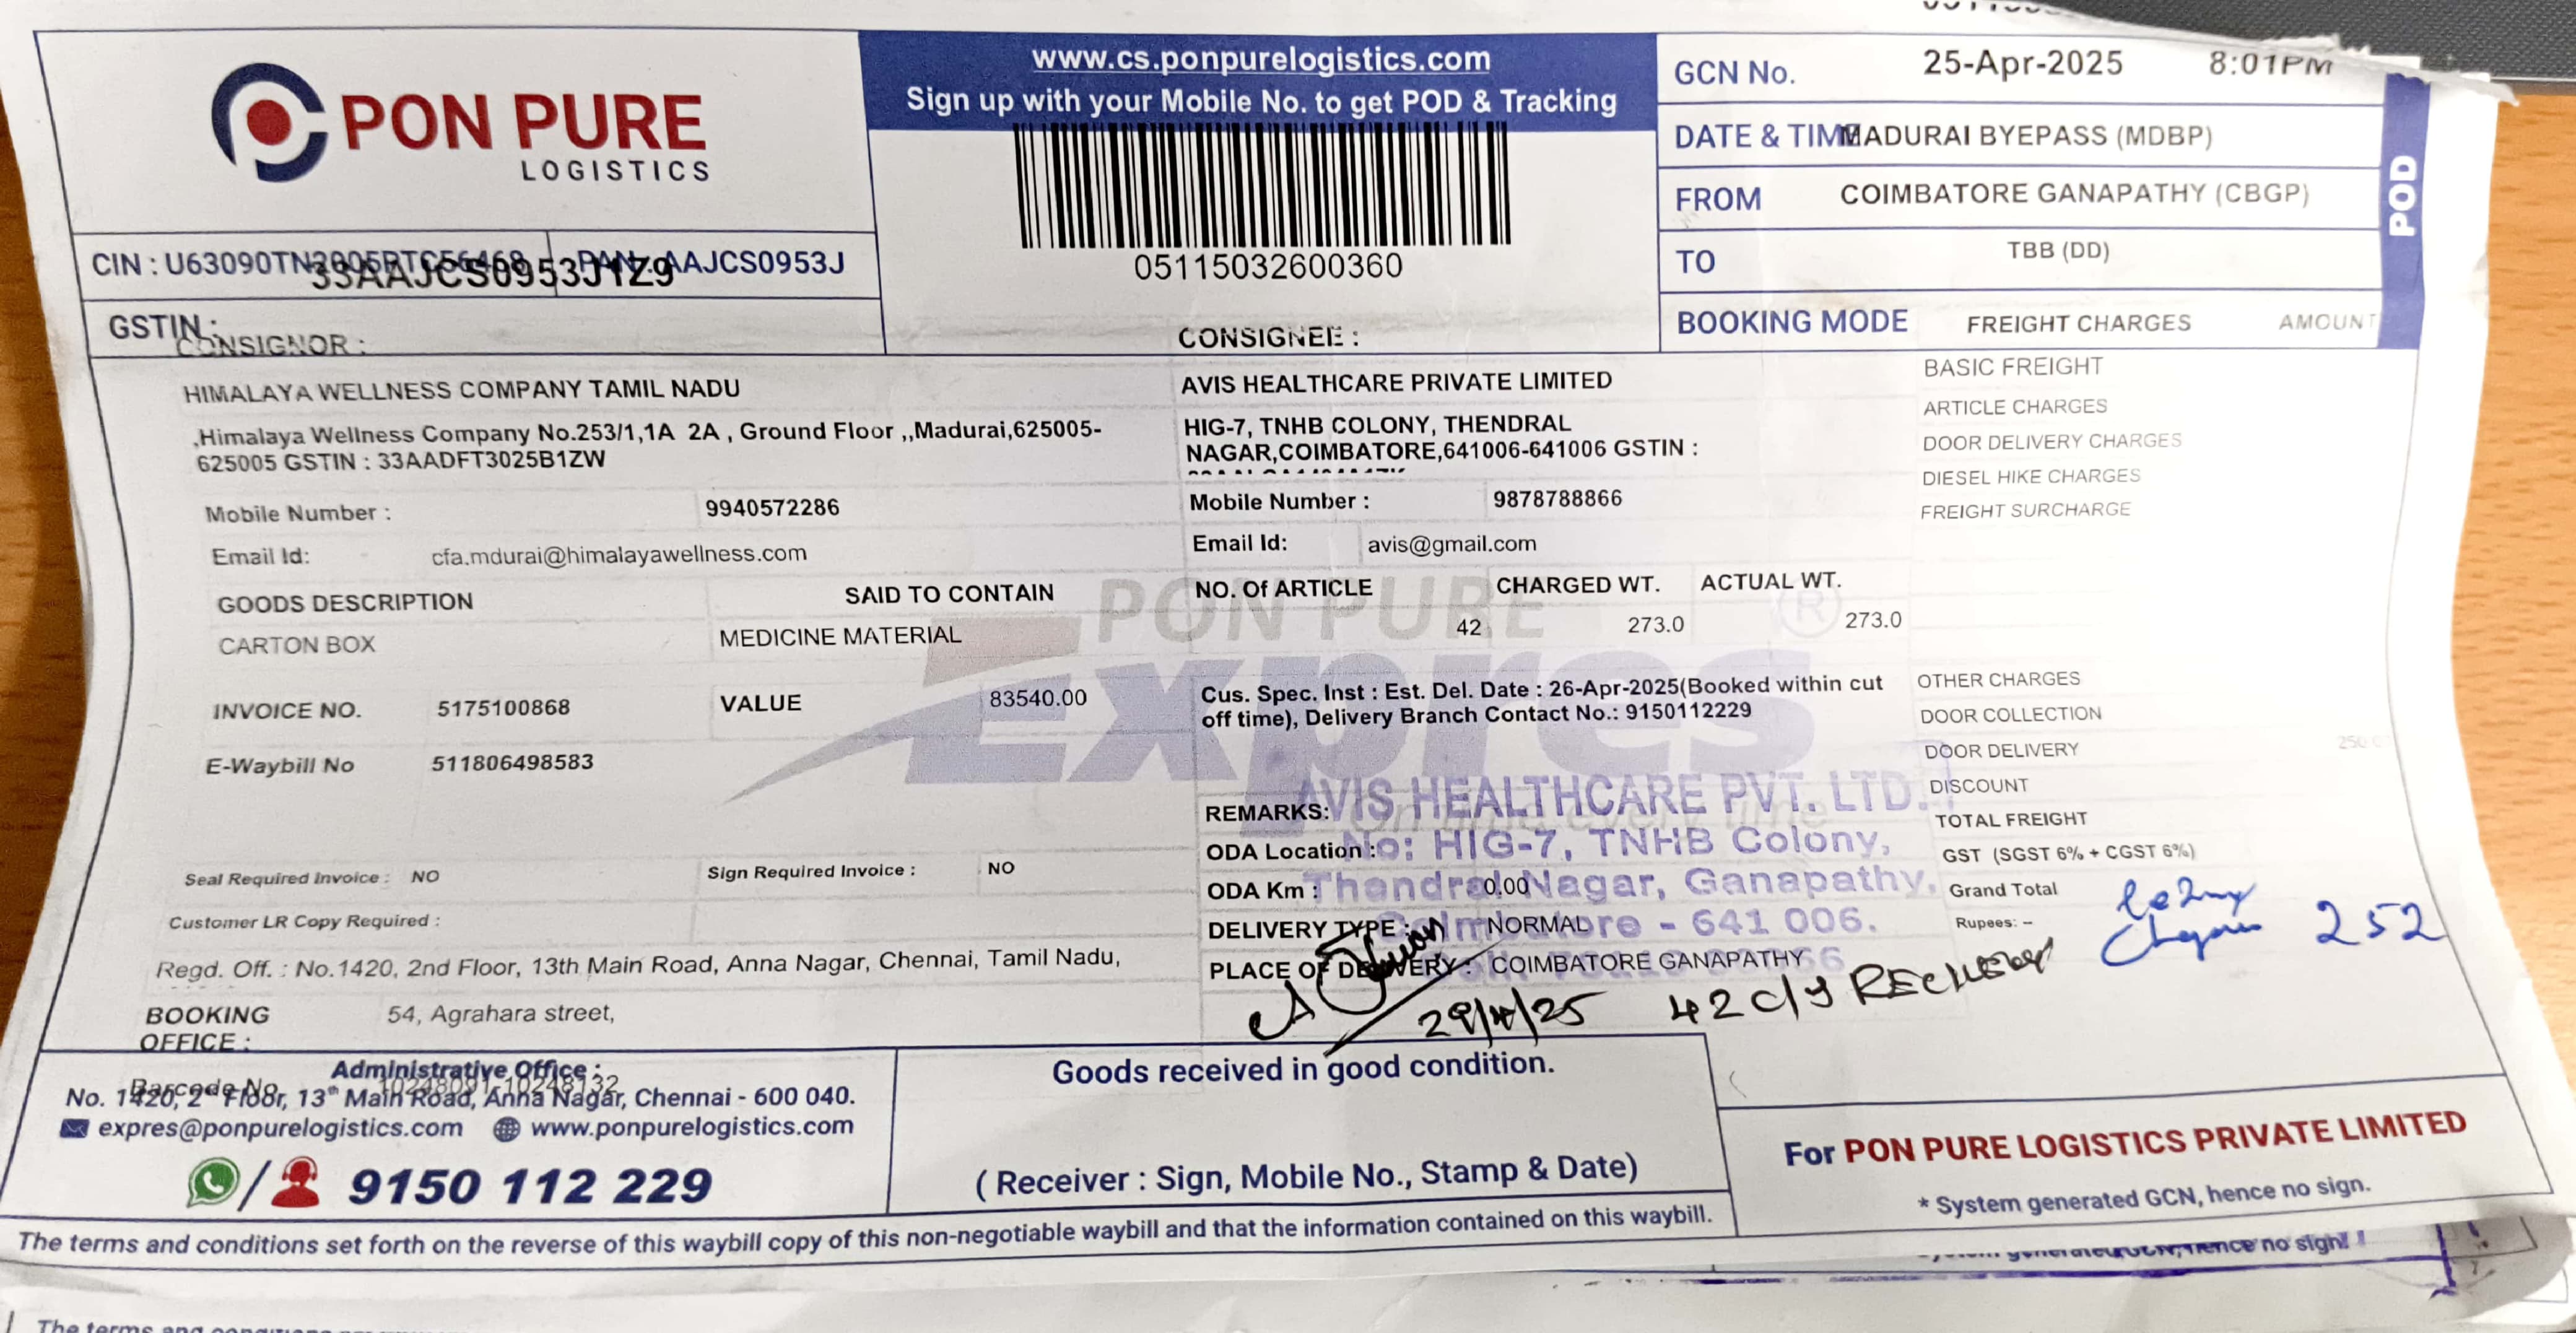 PON PURE
LOGISTICS
www.cs.ponpurelogistics.com
Sign up with your Mobile No. to get POD & Tracking
05115032600360
GCN No. 25-Apr-2025 8:01PM
DATE & TIME MADURAI BYEPASS (MDBP)
FROM COIMBATORE GANAPATHY (CBGP)
TO TBB (DD)
BOOKING MODE FREIGHT CHARGES AMOUNT
POD
CIN : PAN : AAJCS0953J
33AAJCS0953J1Z9
GSTIN :
CONSIGNOR :
HIMALAYA WELLNESS COMPANY TAMIL NADU
,Himalaya Wellness Company No.253/1,1A 2A , Ground Floor ,,Madurai,625005-
625005 GSTIN : 33AADFT3025B1ZW
Mobile Number : 9940572286
Email Id: cfa.mdurai@himalayawellness.com
CONSIGNEE :
AVIS HEALTHCARE PRIVATE LIMITED
HIG-7, TNHB COLONY, THENDRAL
NAGAR,COIMBATORE,641006-641006 GSTIN :
Mobile Number : 9878788866
Email Id: avis@gmail.com
BASIC FREIGHT
ARTICLE CHARGES
DOOR DELIVERY CHARGES
DIESEL HIKE CHARGES
FREIGHT SURCHARGE
GOODS DESCRIPTION SAID TO CONTAIN NO. Of ARTICLE CHARGED WT. ACTUAL WT.
CARTON BOX MEDICINE MATERIAL 42 273.0 273.0
PON PURE
Expres
INVOICE NO. 5175100868 VALUE 83540.00
E-Waybill No 511806498583
Cus. Spec. Inst : Est. Del. Date : 26-Apr-2025(Booked within cut
off time), Delivery Branch Contact No.: 9150112229
OTHER CHARGES
DOOR COLLECTION
DOOR DELIVERY
DISCOUNT
TOTAL FREIGHT
GST (SGST 6% + CGST 6%)
Grand Total
Rupees: --
REMARKS:
ODA Location :
ODA Km : 0.00
DELIVERY TYPE : NORMAL
PLACE OF DELIVERY : COIMBATORE GANAPATHY
AVIS HEALTHCARE PVT. LTD.
No: HIG-7, TNHB Colony,
Thendral Nagar, Ganapathy,
Coimbatore - 641 006.
252
29/4/25 42 c/s RECIEVED
Seal Required Invoice : NO Sign Required Invoice : NO
Customer LR Copy Required :
Regd. Off. : No.1420, 2nd Floor, 13th Main Road, Anna Nagar, Chennai, Tamil Nadu,
BOOKING 54, Agrahara street,
OFFICE :
Barcode No 10248091-10248132
Administrative Office :
No. 1420, 2nd Floor, 13th Main Road, Anna Nagar, Chennai - 600 040.
expres@ponpurelogistics.com www.ponpurelogistics.com
9150 112 229
Goods received in good condition.
( Receiver : Sign, Mobile No., Stamp & Date)
For PON PURE LOGISTICS PRIVATE LIMITED
* System generated GCN, hence no sign.
The terms and conditions set forth on the reverse of this waybill copy of this non-negotiable waybill and that the information contained on this waybill.